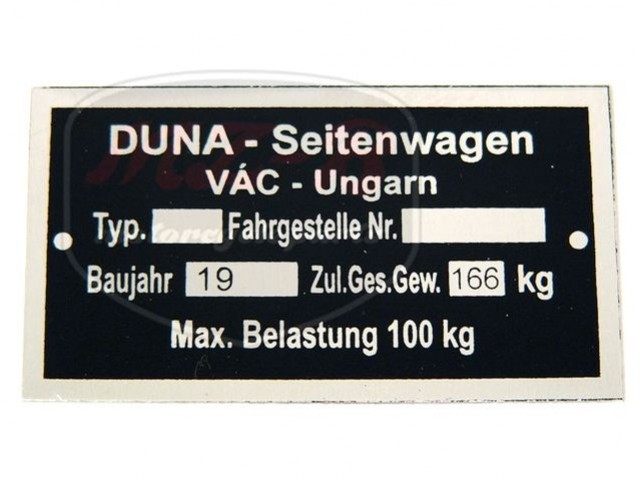 DUNA - Seitenwagen
VÁC - Ungarn
Typ. Fahrgestelle Nr.
Baujahr 19 Zul.Ges.Gew. 166 kg
Max. Belastung 100 kg